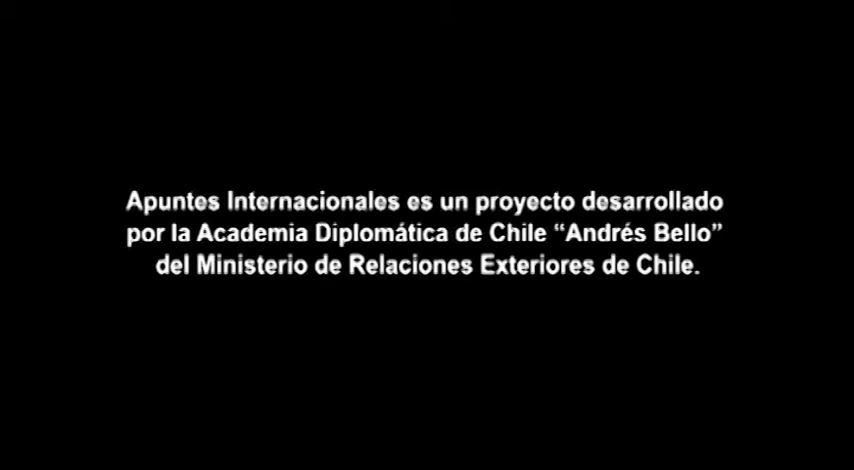 Apuntes Internacionales es un proyecto desarrollado
por la Academia Diplomática de Chile “Andrés Bello”
del Ministerio de Relaciones Exteriores de Chile.